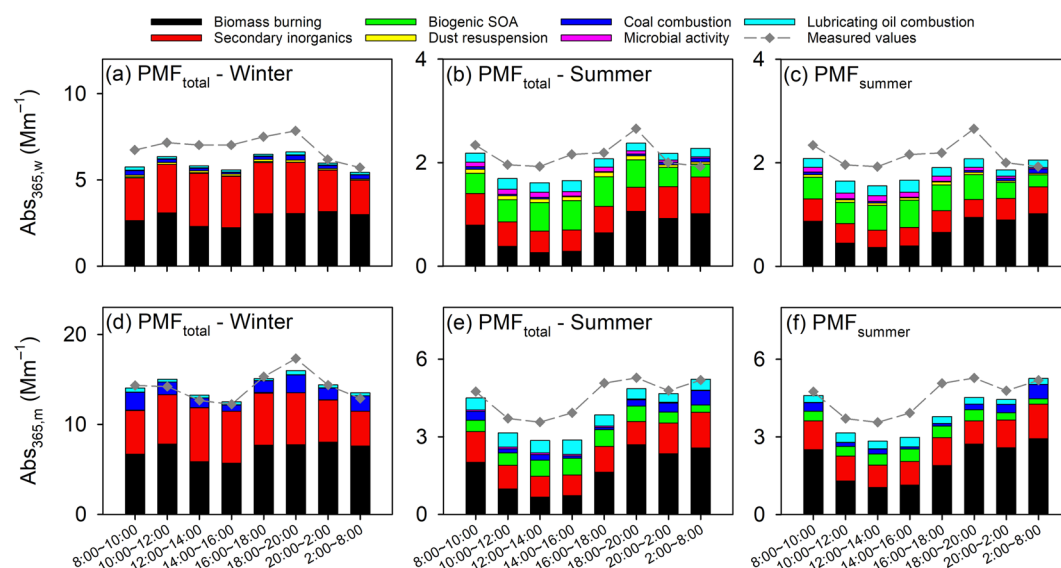 Biomass burning Biogenic SOA Coal combustion Lubricating oil combustion
Secondary inorganics Dust resuspension Microbial activity Measured values
(a) PMFtotal - Winter (b) PMFtotal - Summer (c) PMFsummer
10 4 4
5 2 2
0 0 0
Abs365,w (Mm−1)
(d) PMFtotal - Winter (e) PMFtotal - Summer (f) PMFsummer
20 6 6
10 3 3
0 0 0
Abs365,m (Mm−1)
8:00~10:00 10:00~12:00 12:00~14:00 14:00~16:00 16:00~18:00 18:00~20:00 20:00~2:00 2:00~8:00
8:00~10:00 10:00~12:00 12:00~14:00 14:00~16:00 16:00~18:00 18:00~20:00 20:00~2:00 2:00~8:00
8:00~10:00 10:00~12:00 12:00~14:00 14:00~16:00 16:00~18:00 18:00~20:00 20:00~2:00 2:00~8:00